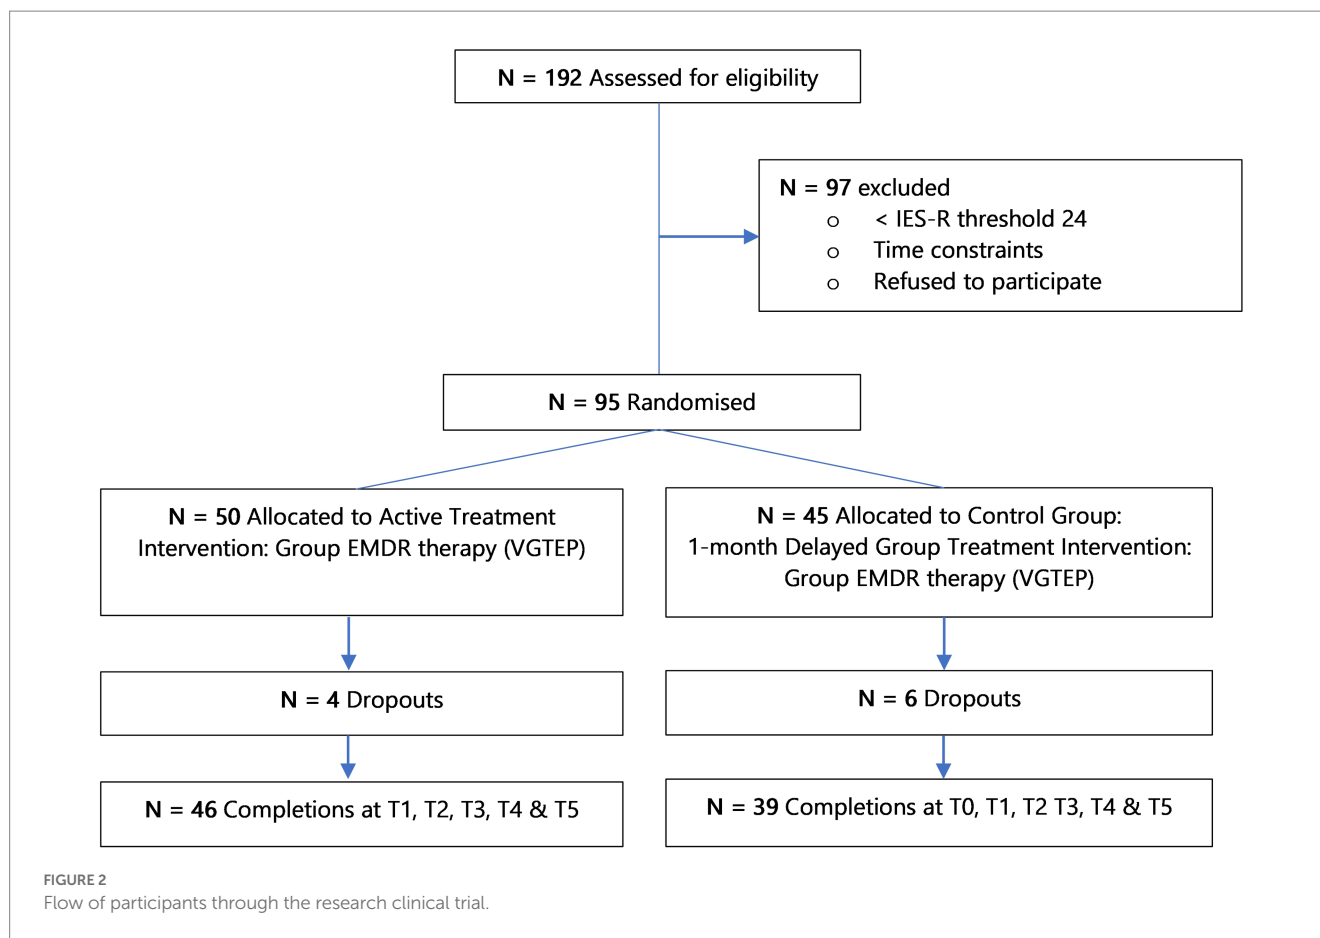 N = 192 Assessed for eligibility
N = 97 excluded
o < IES-R threshold 24
o Time constraints
o Refused to participate
N = 95 Randomised
N = 50 Allocated to Active Treatment
Intervention: Group EMDR therapy (VGTEP)
N = 45 Allocated to Control Group:
1-month Delayed Group Treatment Intervention:
Group EMDR therapy (VGTEP)
N = 4 Dropouts
N = 6 Dropouts
N = 46 Completions at T1, T2, T3, T4 & T5
N = 39 Completions at T0, T1, T2 T3, T4 & T5
FIGURE 2
Flow of participants through the research clinical trial.